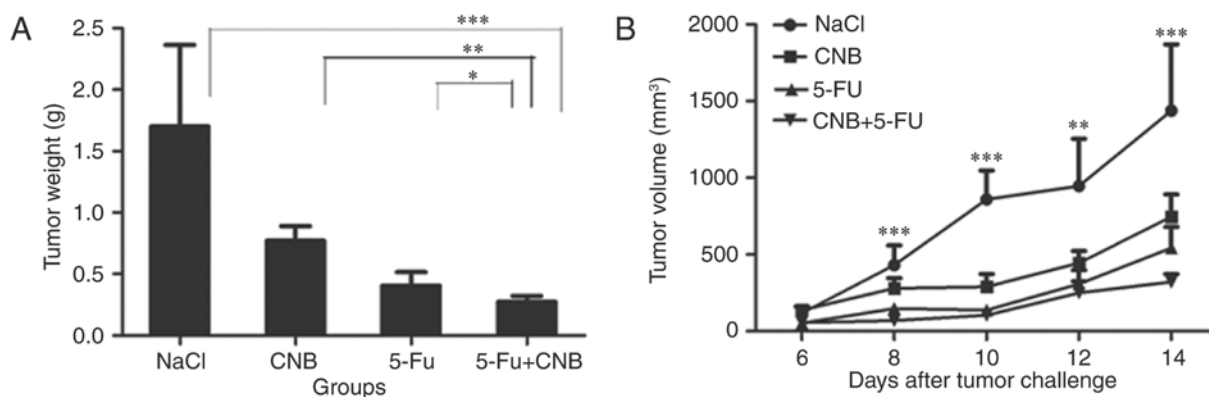 A
Tumor weight (g)
2.5
2.0
1.5
1.0
0.5
0.0
***
**
*
NaCl CNB 5-Fu 5-Fu+CNB
Groups
B
Tumor volume (mm³)
2000
1500
1000
500
0
NaCl
CNB
5-FU
CNB+5-FU
*** *** ** ***
6 8 10 12 14
Days after tumor challenge